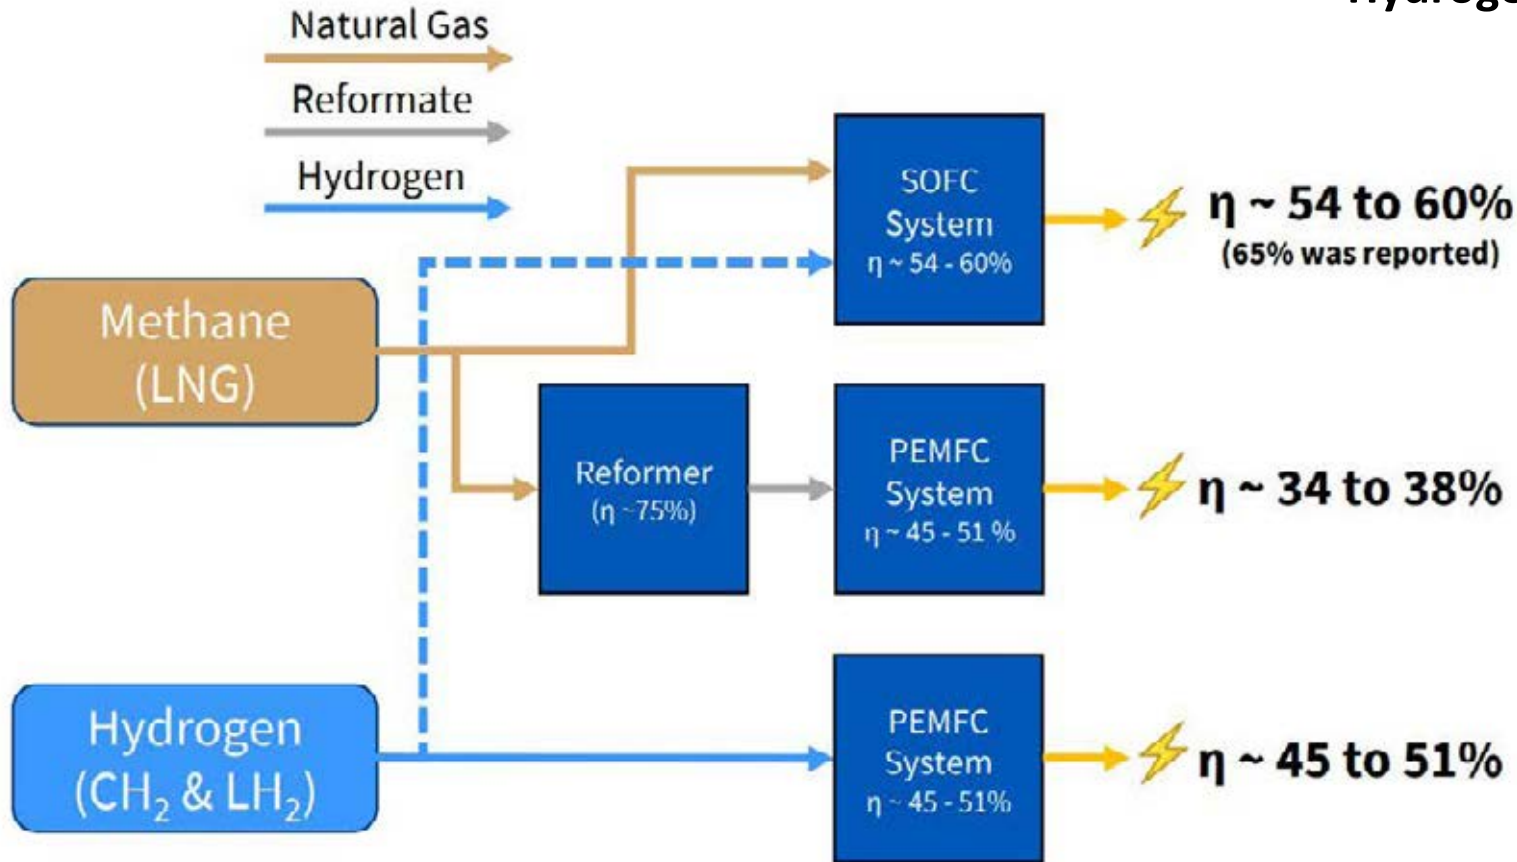 Hydroge
Natural Gas
Reformate
Hydrogen
SOFC
System
η ~ 54 - 60%
η ~ 54 to 60%
(65% was reported)
Methane
(LNG)
Reformer
(η ~75%)
PEMFC
System
η ~ 45 - 51 %
η ~ 34 to 38%
Hydrogen
(CH₂ & LH₂)
PEMFC
System
η ~ 45 - 51%
η ~ 45 to 51%